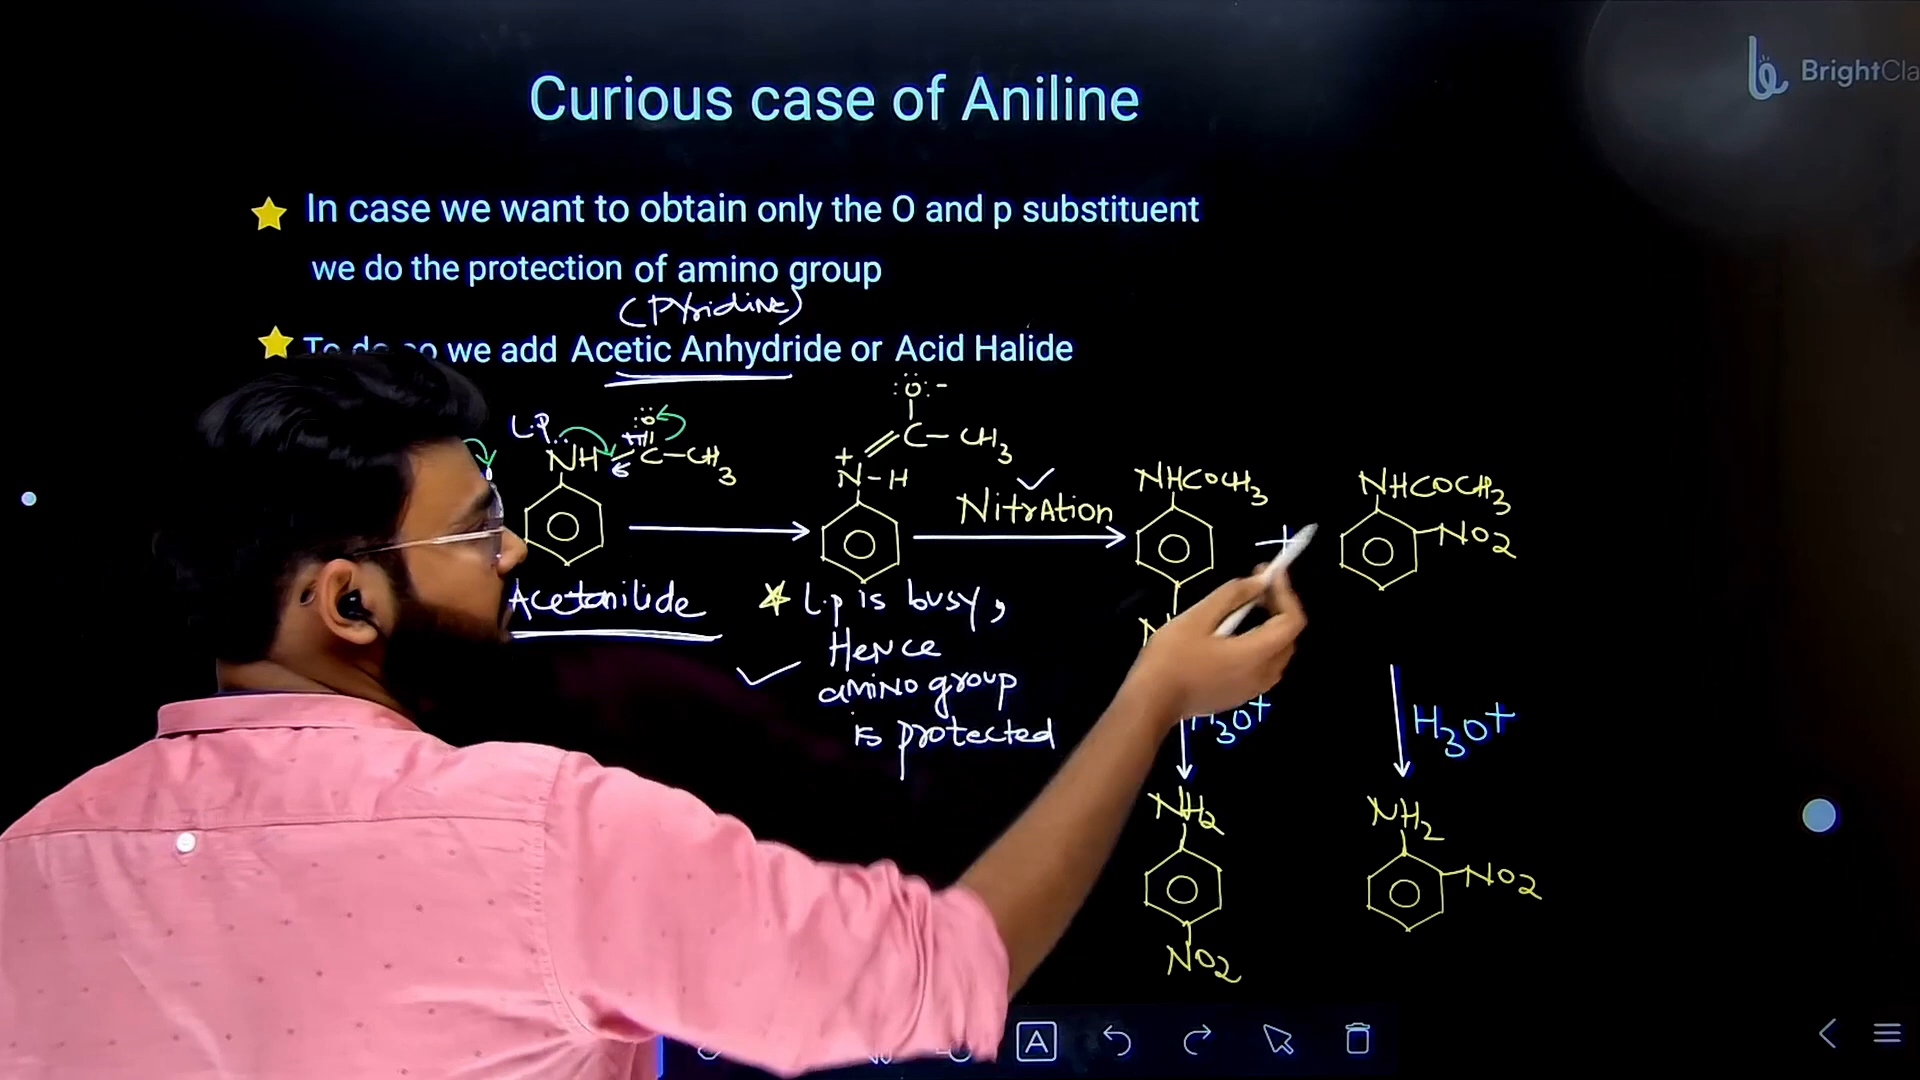 BrightCla
Curious case of Aniline
In case we want to obtain only the O and p substituent
we do the protection of amino group
(Pyridine)
we add Acetic Anhydride or Acid Halide
:O: -
L.P
:O:
NH C-CH3
C-CH3
+
N-H
Nitration
NHCOCH3 + NHCOCH3
NO2
Acetanilide
L.p is busy,
Hence
amino group
is protected
H3O+ H3O+
NH2 NH2
NO2
NO2
A